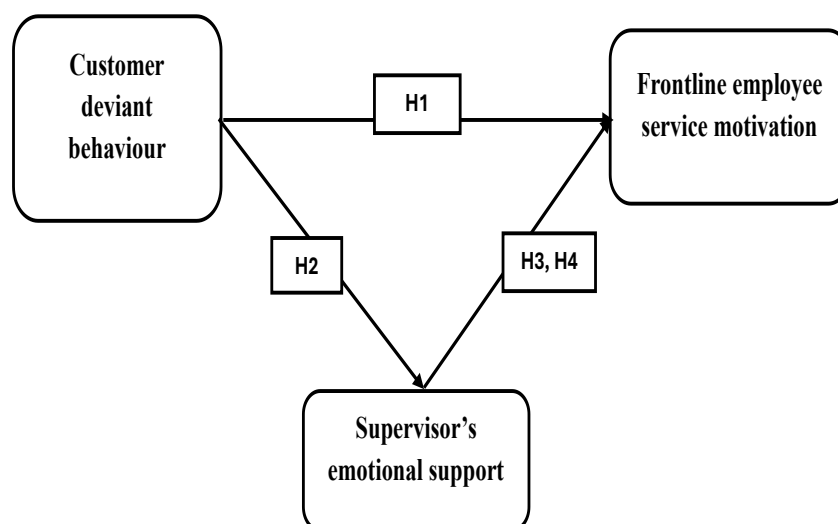 Customer
deviant
behaviour
H1
Frontline employee
service motivation
H2
H3, H4
Supervisor’s
emotional support